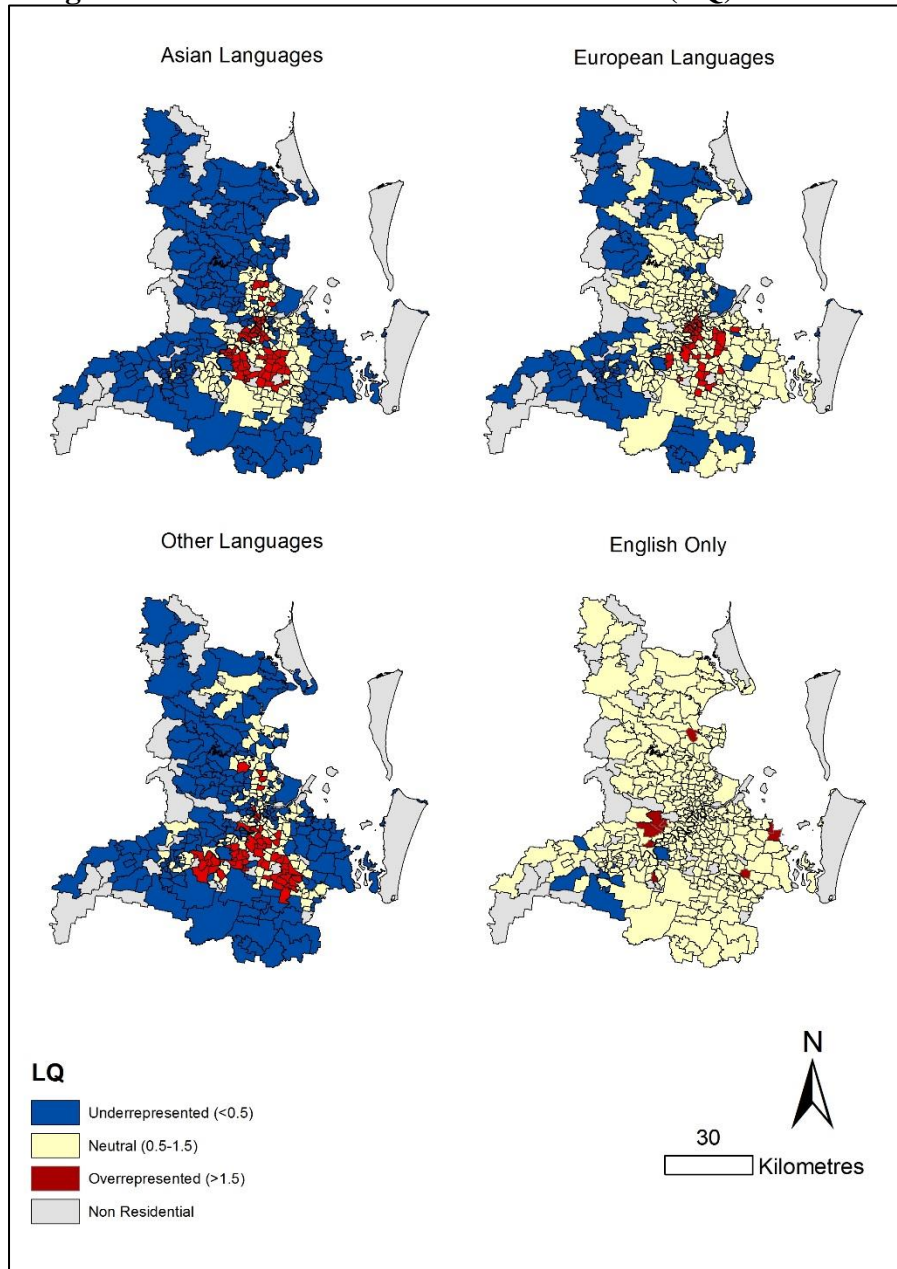 Asian Languages
European Languages
Other Languages
English Only
LQ
Underrepresented (<0.5)
Neutral (0.5-1.5)
Overrepresented (>1.5)
Non Residential
N
30
Kilometres